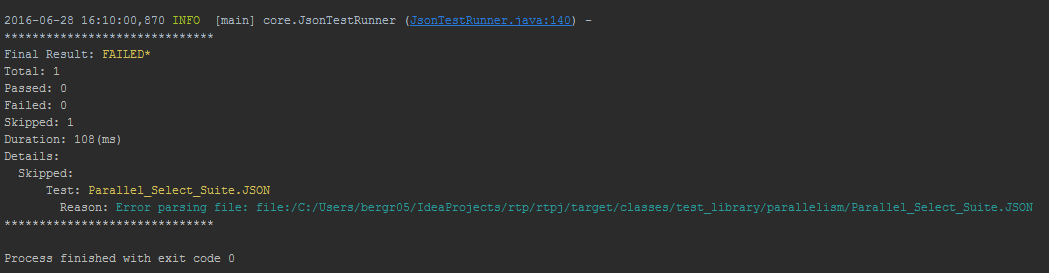 2016-06-28 16:10:00,870 INFO  [main] core.JsonTestRunner (JsonTestRunner.java:140) -
******************************
Final Result: FAILED*
Total: 1
Passed: 0
Failed: 0
Skipped: 1
Duration: 108(ms)
Details:
  Skipped:
      Test: Parallel_Select_Suite.JSON
        Reason: Error parsing file: file:/C:/Users/bergr05/IdeaProjects/rtp/rtpj/target/classes/test_library/parallelism/Parallel_Select_Suite.JSON
******************************
Process finished with exit code 0